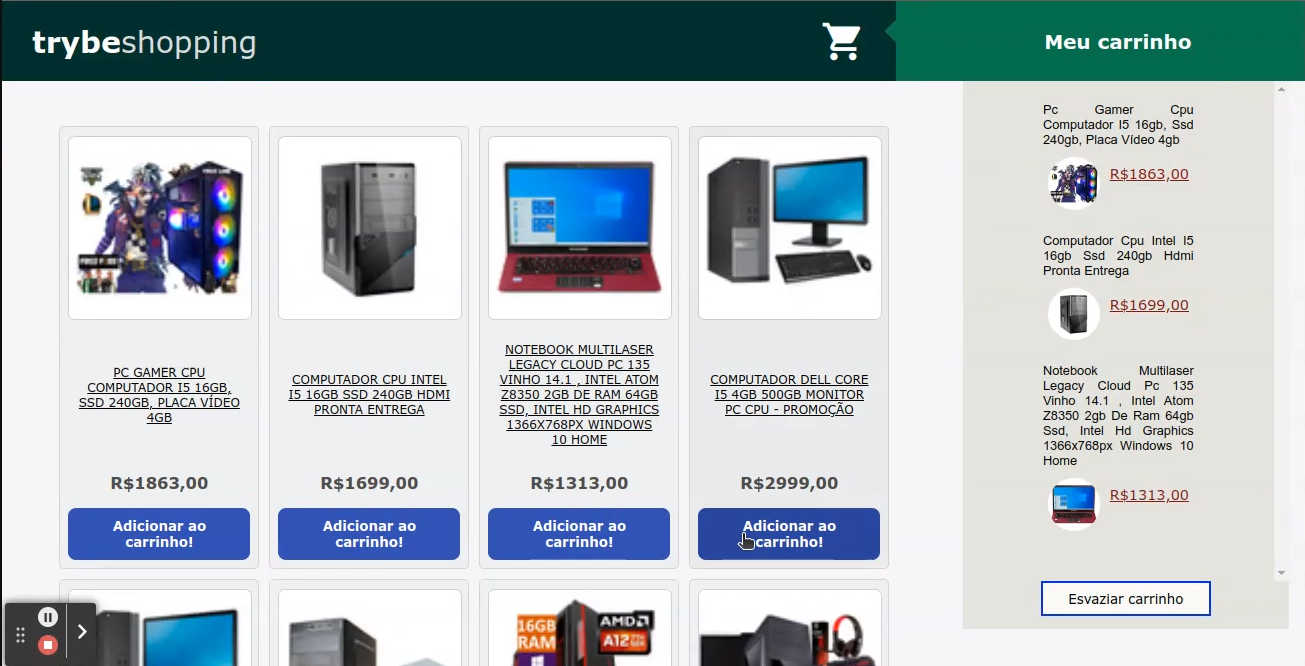 trybeshopping
Meu carrinho
PC GAMER CPU
COMPUTADOR I5 16GB,
SSD 240GB, PLACA VÍDEO
4GB
R$1863,00
Adicionar ao
carrinho!
COMPUTADOR CPU INTEL
I5 16GB SSD 240GB HDMI
PRONTA ENTREGA
R$1699,00
Adicionar ao
carrinho!
NOTEBOOK MULTILASER
LEGACY CLOUD PC 135
VINHO 14.1 , INTEL ATOM
Z8350 2GB DE RAM 64GB
SSD, INTEL HD GRAPHICS
1366X768PX WINDOWS
10 HOME
R$1313,00
Adicionar ao
carrinho!
COMPUTADOR DELL CORE
I5 4GB 500GB MONITOR
PC CPU - PROMOÇÃO
R$2999,00
Adicionar ao
carrinho!
16GB
RAM
AMD
A12
Pc Gamer Cpu
Computador I5 16gb, Ssd
240gb, Placa Vídeo 4gb
R$1863,00
Computador Cpu Intel I5
16gb Ssd 240gb Hdmi
Pronta Entrega
R$1699,00
Notebook Multilaser
Legacy Cloud Pc 135
Vinho 14.1 , Intel Atom
Z8350 2gb De Ram 64gb
Ssd, Intel Hd Graphics
1366x768px Windows 10
Home
R$1313,00
Esvaziar carrinho